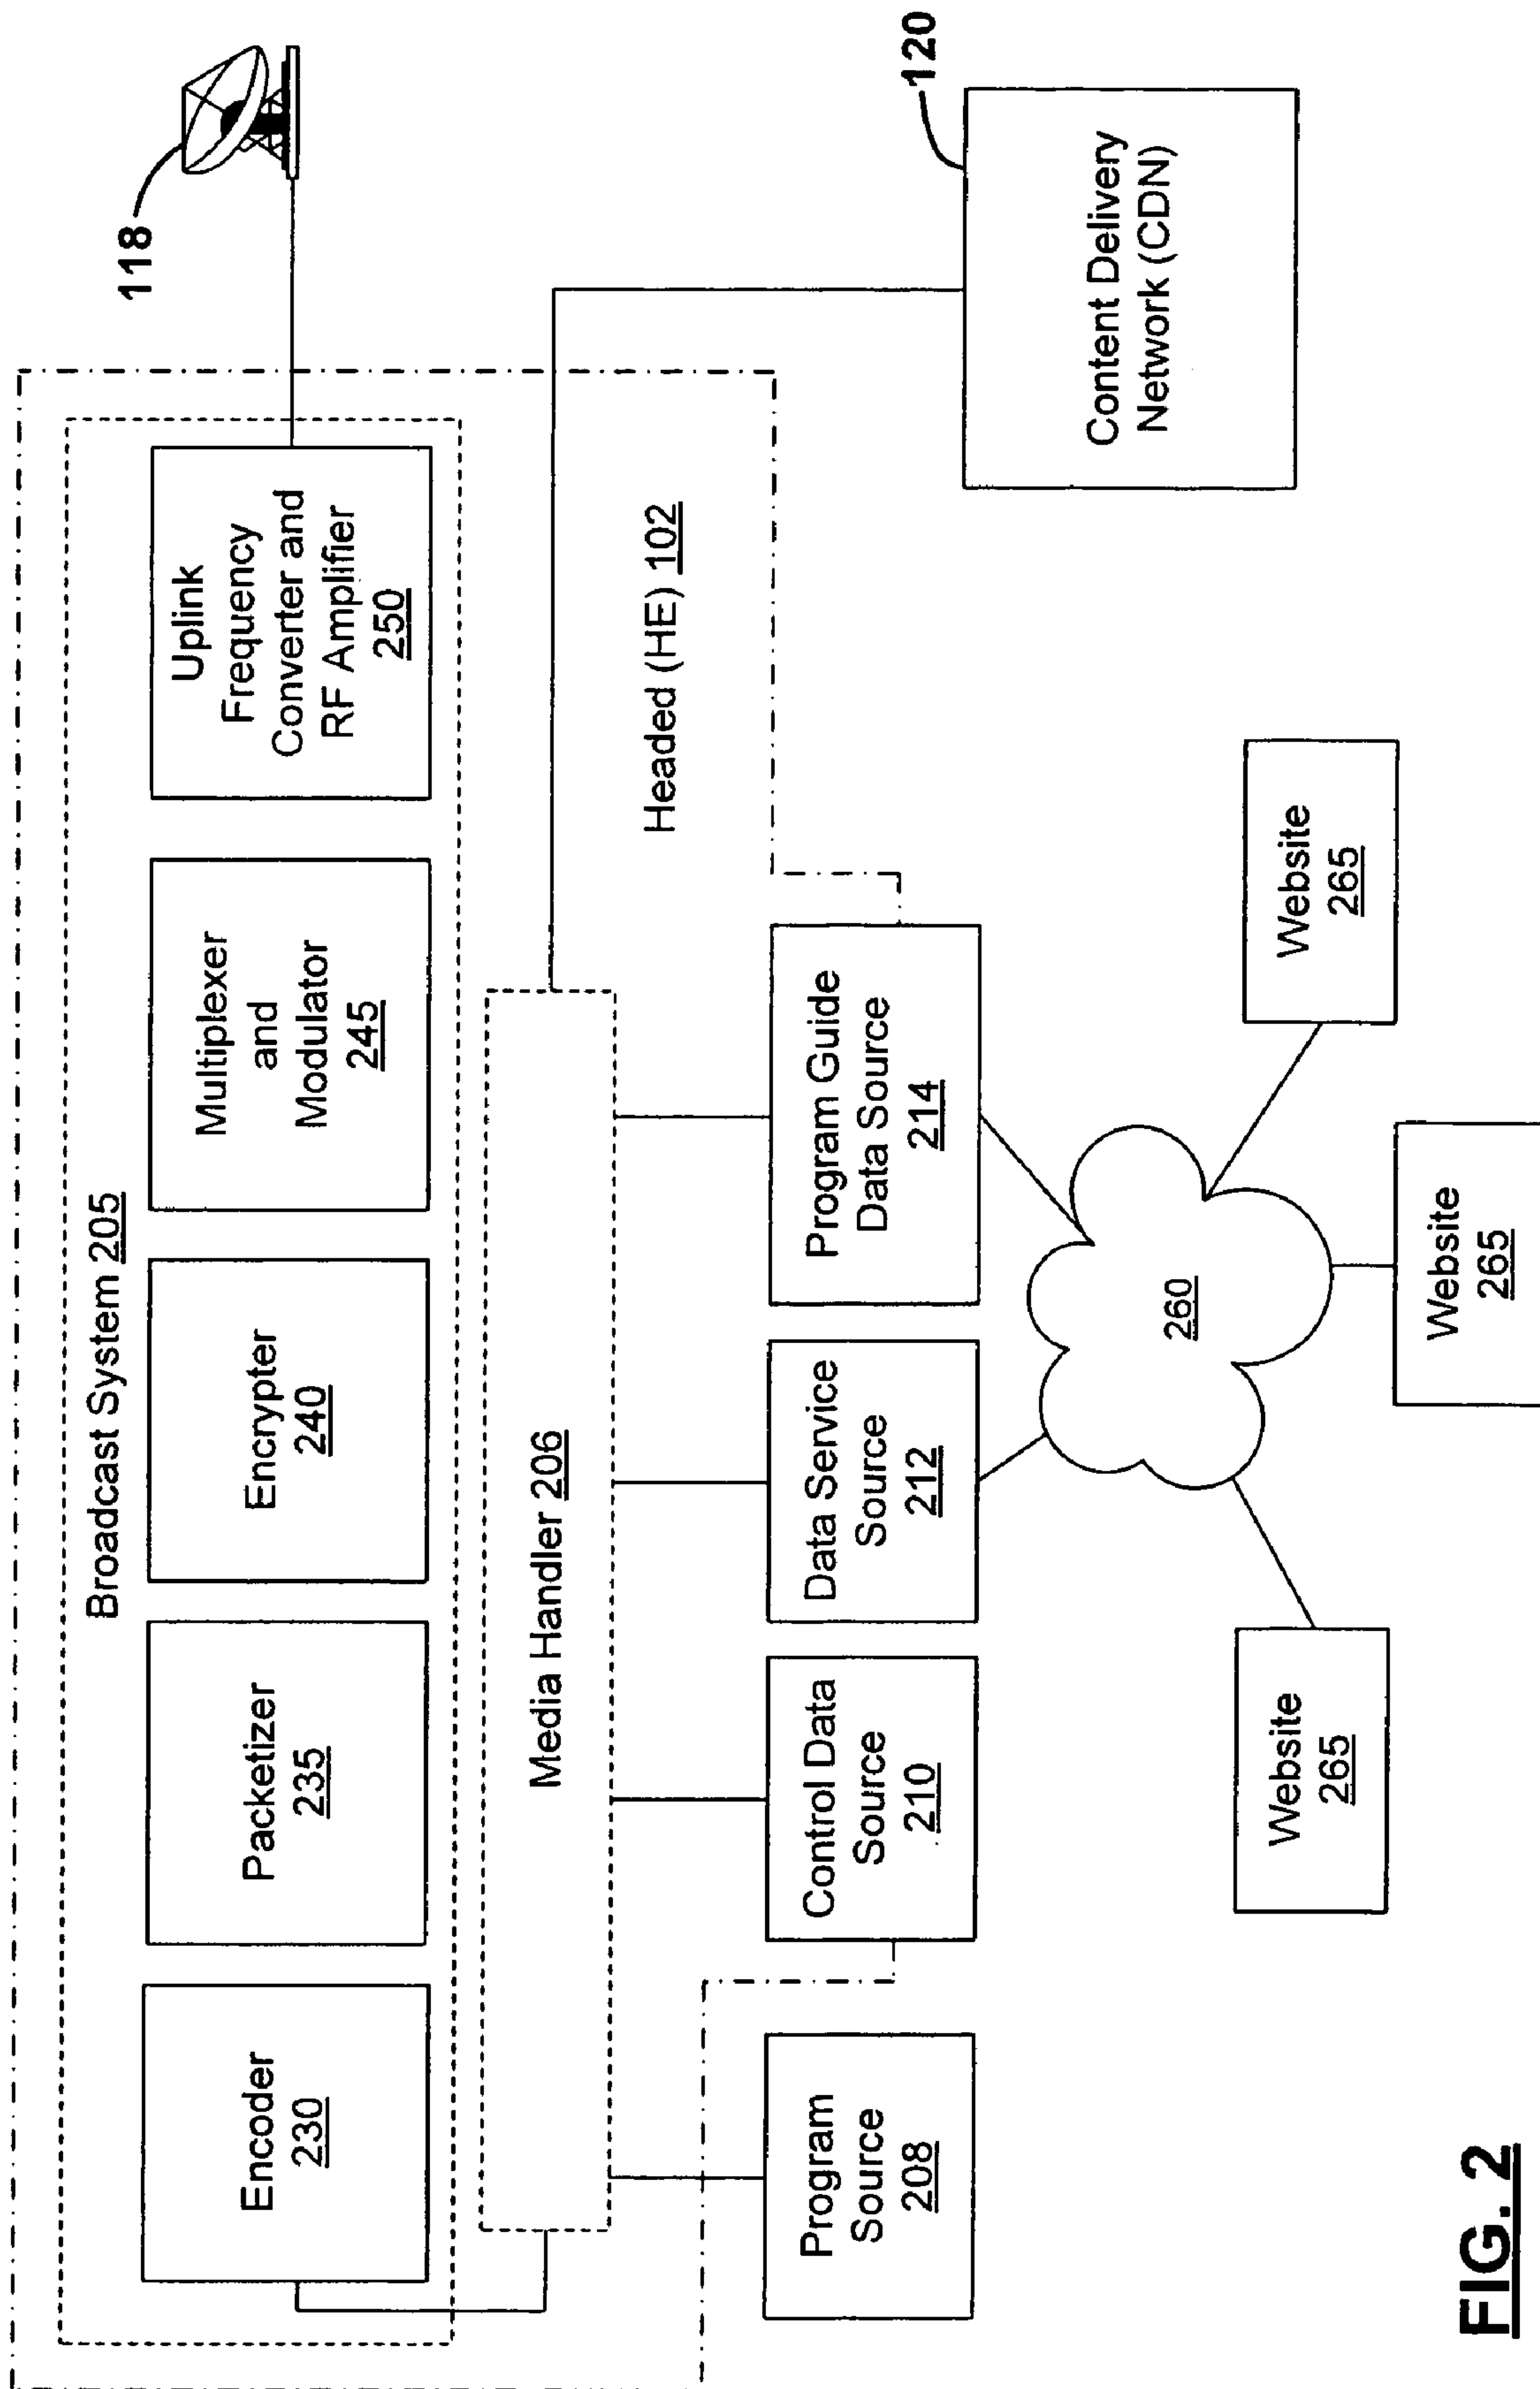 118
Broadcast System 205
Encoder
230
Packetizer
235
Encrypter
240
Multiplexer
and
Modulator
245
Uplink
Frequency
Converter and
RF Amplifier
250
Media Handler 206
Headed (HE) 102
120
Content Delivery
Network (CDN)
Program
Source
208
Control Data
Source
210
Data Service
Source
212
Program Guide
Data Source
214
260
Website
265
Website
265
Website
265
FIG. 2